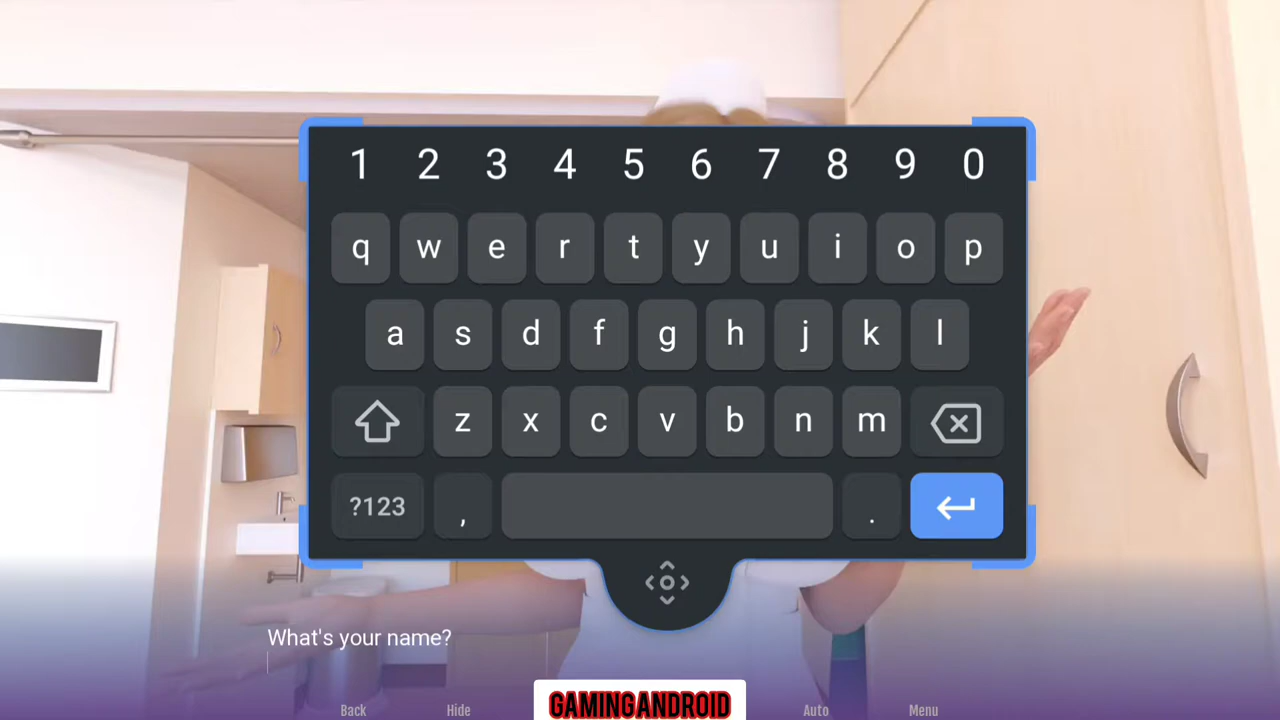 1 2 3 4 5 6 7 8 9 0
q w e r t y u i o p
a s d f g h j k l
z x c v b n m
?123 , .
What's your name?
Back Hide Auto Menu
GAMINGANDROID